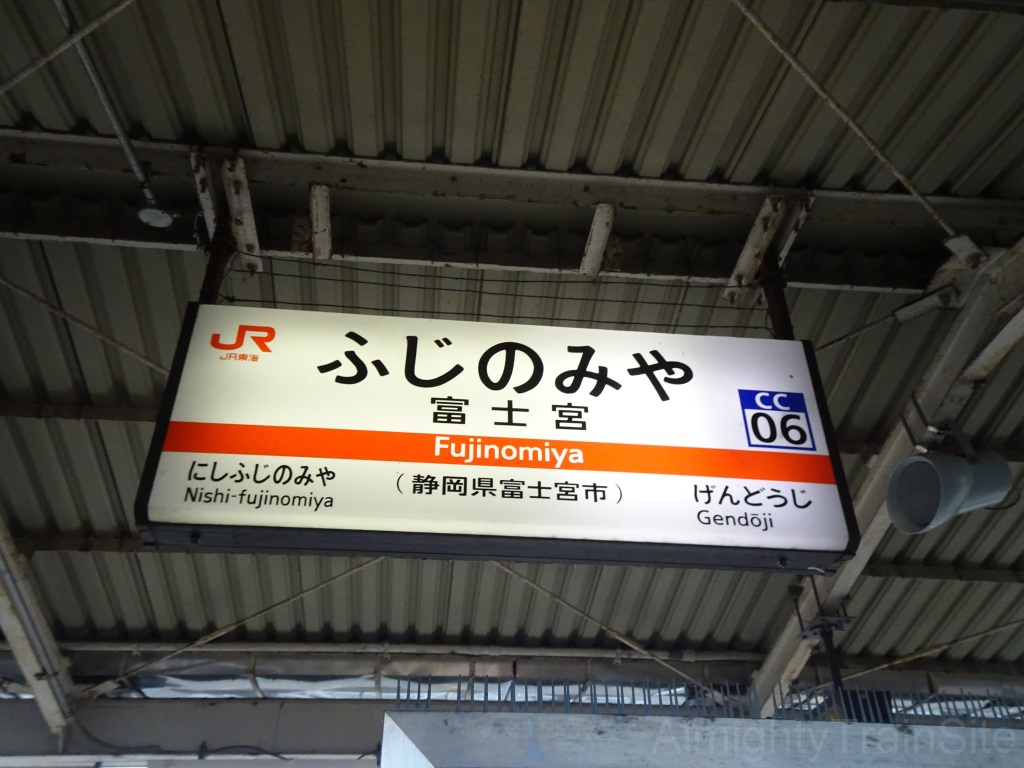 JR
JR東海
ふじのみや
富士宮
CC
06
Fujinomiya
にしふじのみや
Nishi-fujinomiya
(静岡県富士宮市)
げんどうじ
Gendōji
AlmightyTrainSite